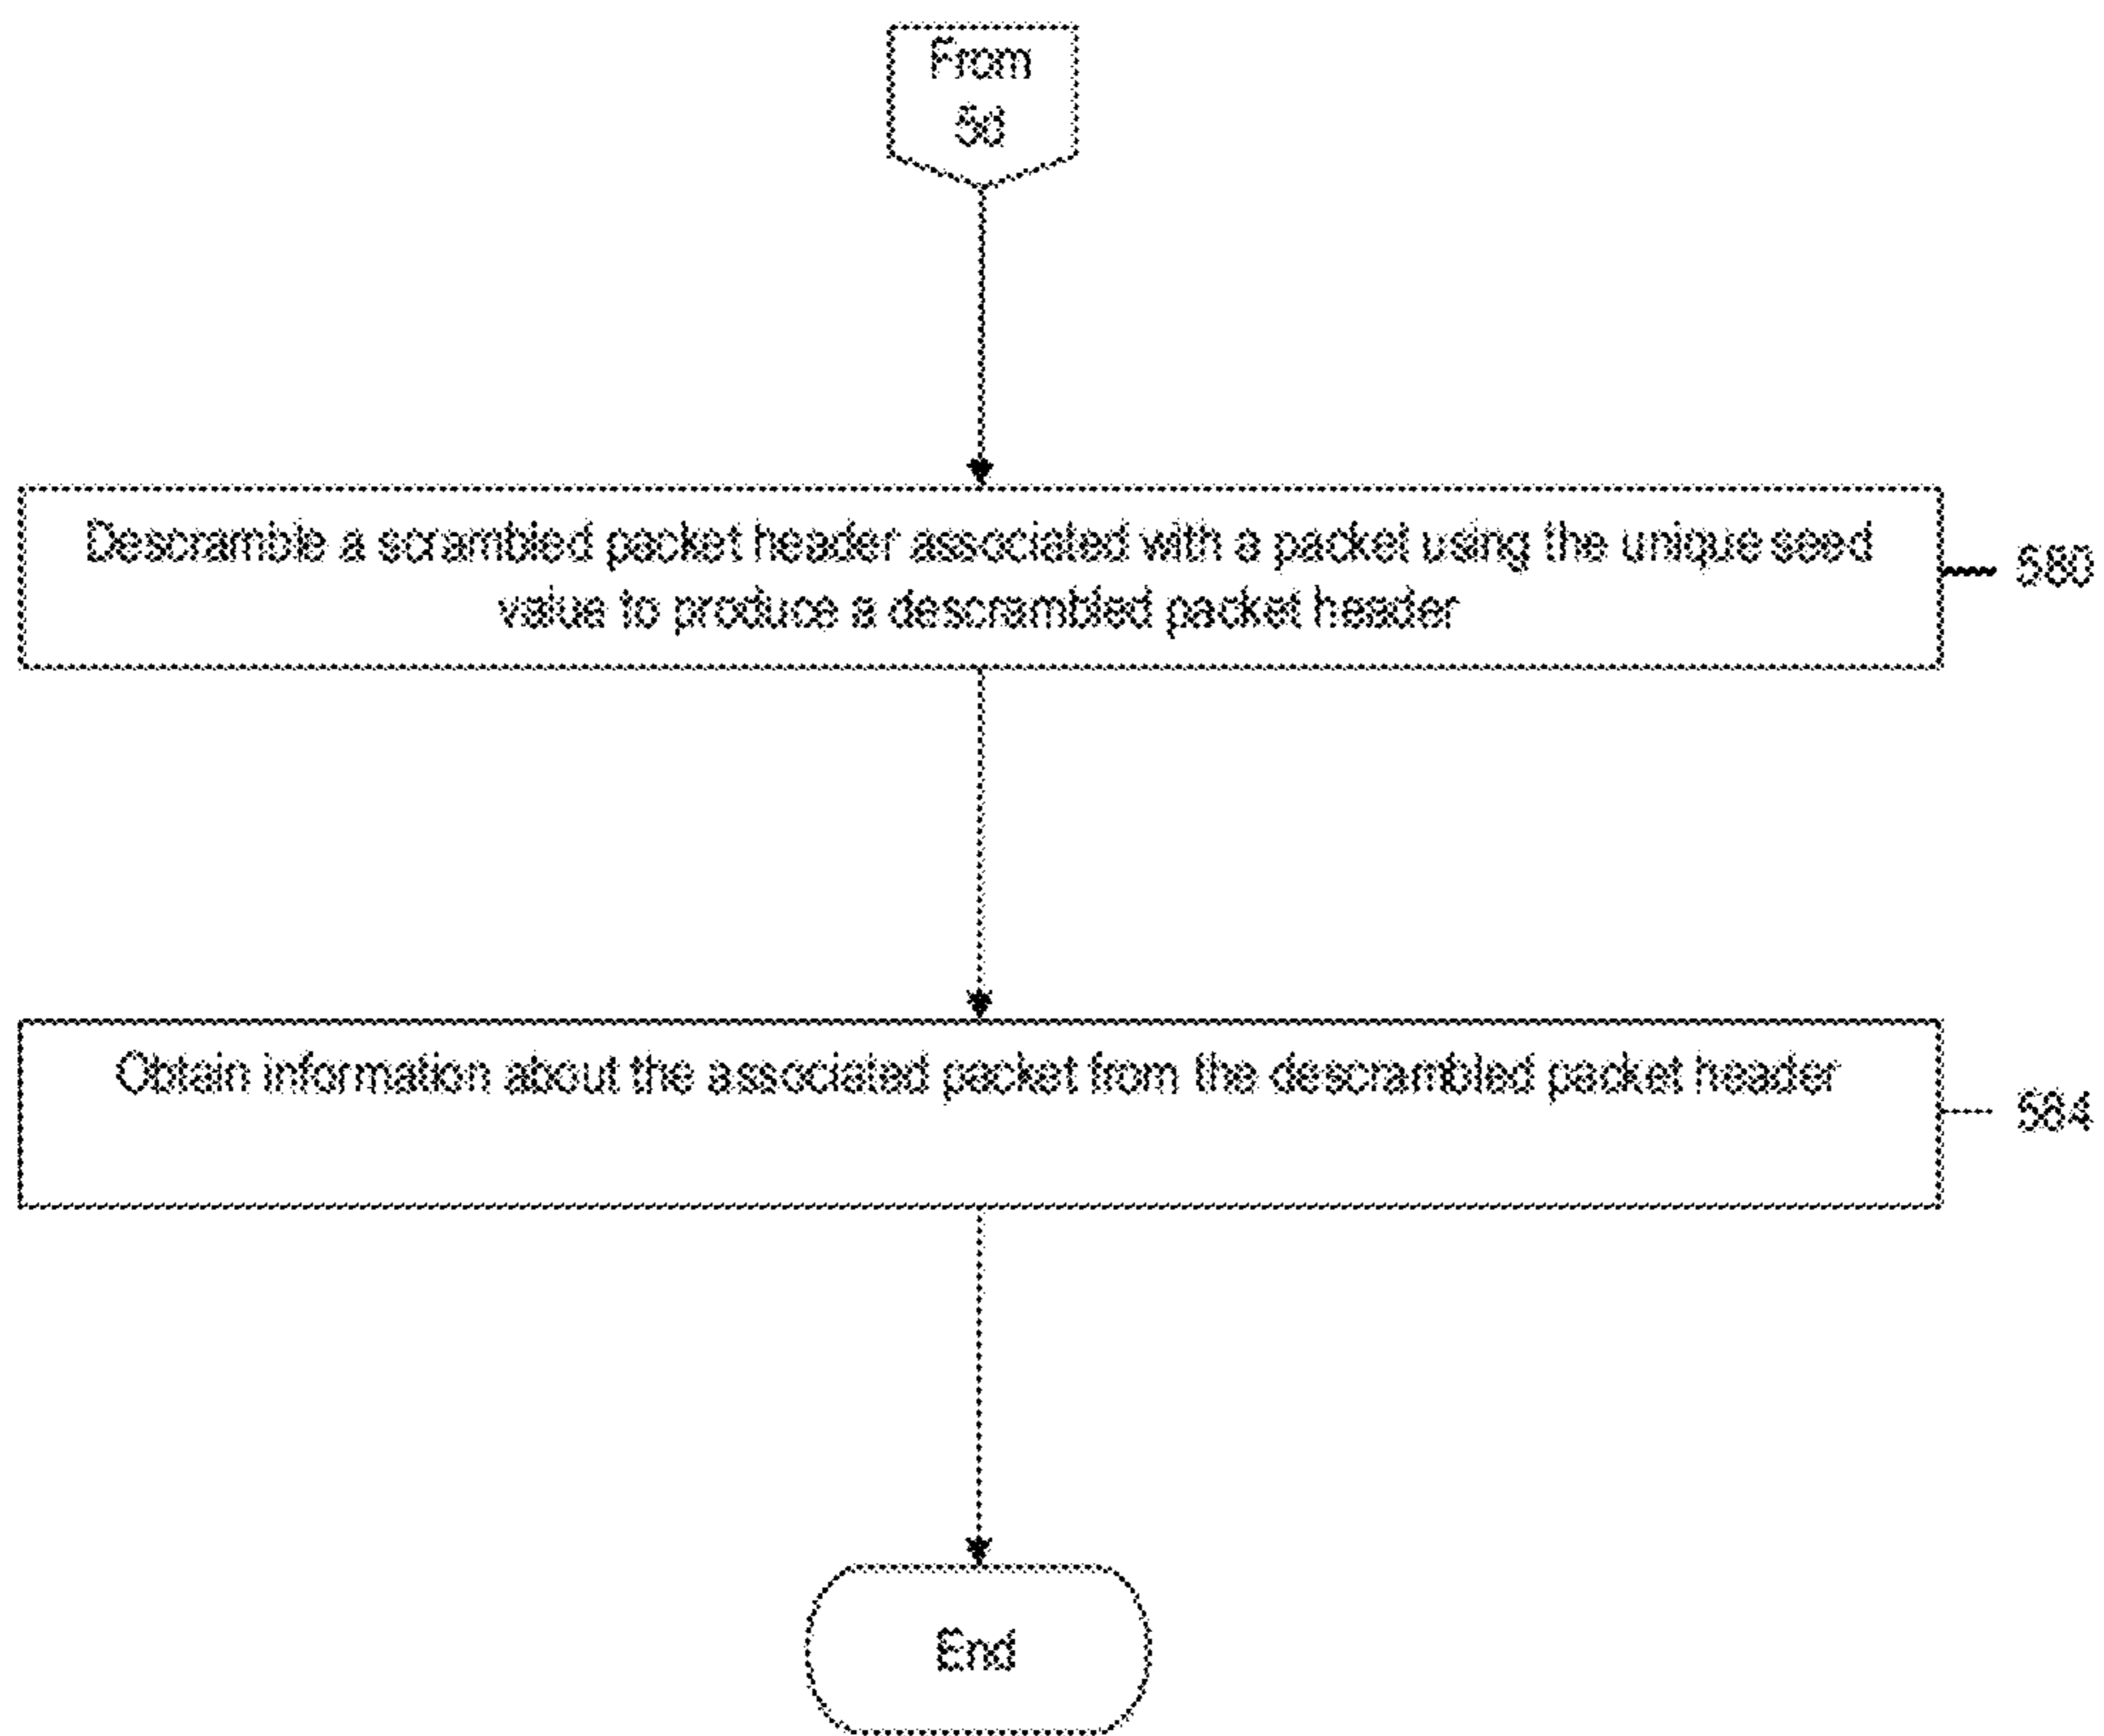 From
5d
Descramble a scrambled packet header associated with a packet using the unique seed
value to produce a descrambled packet header
580
Obtain information about the associated packet from the descrambled packet header
584
End